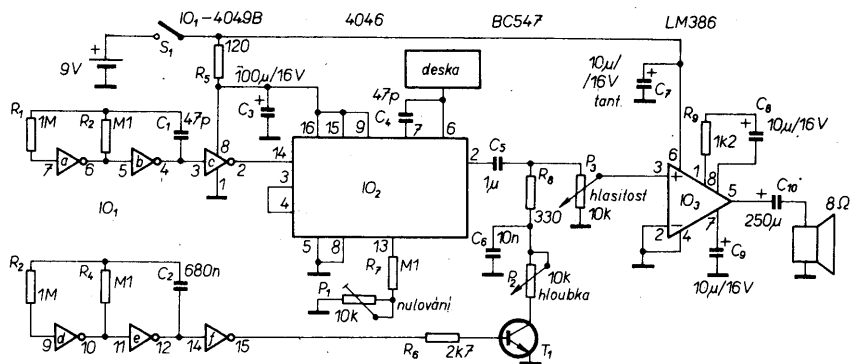 IO₁-4049B 4046 BC547 LM386
S₁
9V
+
120
R₅
100μ/16V
+
C₃
deska
47p
C₄
10μ/
/16V
tant.
+
C₇
R₁
1M
R₂
M1
C₁
47p
7
a
6
5
b
4
3
c
8
1
2
14
16
15
9
7
6
3
4
IO₂
2
5
8
13
C₅
1μ
R₈
330
P₃
hlasitost
10k
C₆
10n
P₂
10k
hloubka
R₉
1k2
+
C₈
10μ/16V
3
+
6
1
8
5
IO₃
2
−
4
7
+
C₉
10μ/16V
+
C₁₀
250μ
8Ω
IO₁
R₂
1M
R₄
M1
C₂
680n
9
d
10
11
e
12
14
f
15
R₇
M1
P₁
10k
nulování
R₆
2k7
T₁